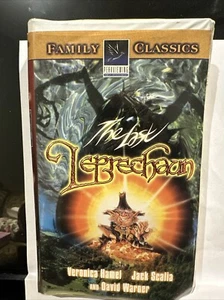 FAMILY CLASSICS
N
The Last
Leprechaun
Veronica Hamel Jack Scalia
AND David Warner